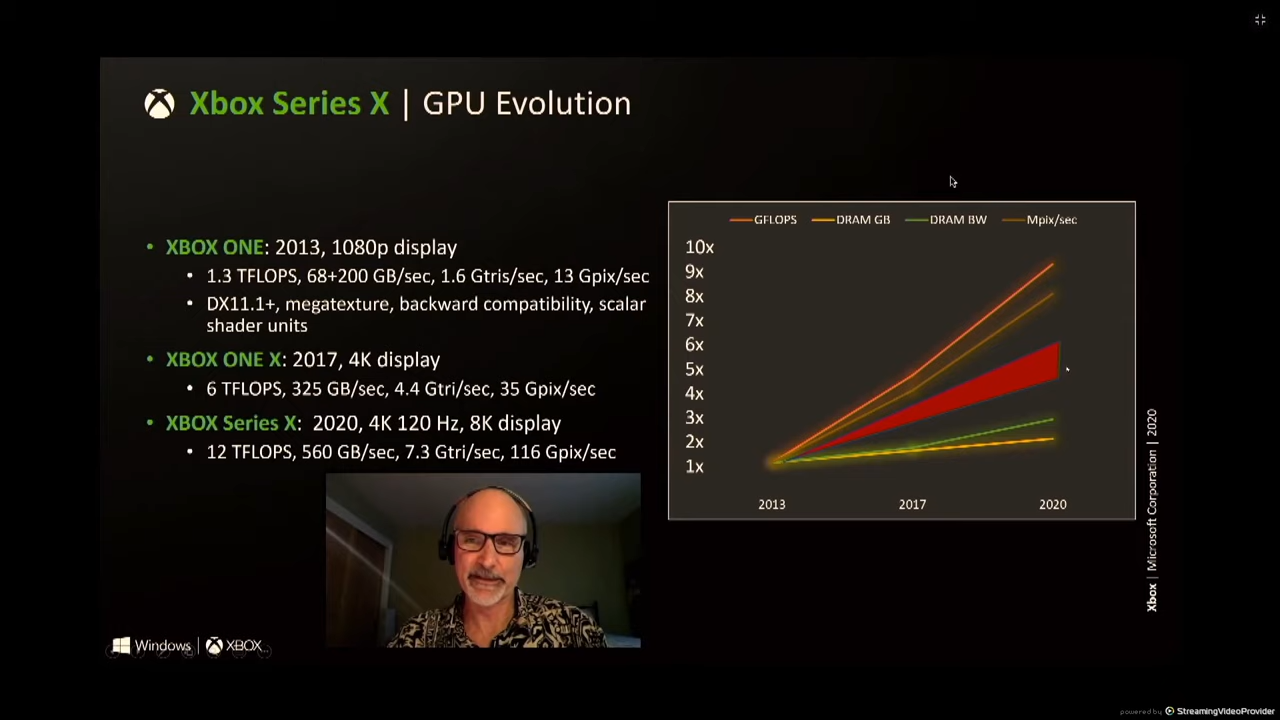 Xbox Series X | GPU Evolution
• XBOX ONE: 2013, 1080p display
• 1.3 TFLOPS, 68+200 GB/sec, 1.6 Gtris/sec, 13 Gpix/sec
• DX11.1+, megatexture, backward compatibility, scalar
shader units
• XBOX ONE X: 2017, 4K display
• 6 TFLOPS, 325 GB/sec, 4.4 Gtri/sec, 35 Gpix/sec
• XBOX Series X: 2020, 4K 120 Hz, 8K display
• 12 TFLOPS, 560 GB/sec, 7.3 Gtri/sec, 116 Gpix/sec
GFLOPS DRAM GB DRAM BW Mpix/sec
10x
9x
8x
7x
6x
5x
4x
3x
2x
1x
2013 2017 2020
Xbox | Microsoft Corporation | 2020
Windows | XBOX
powered by StreamingVideoProvider